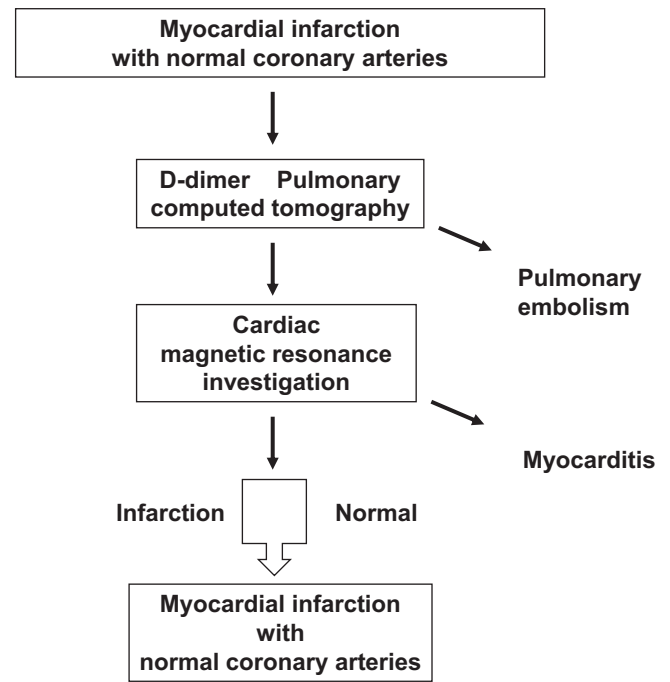 Myocardial infarction
with normal coronary arteries
D-dimer Pulmonary
computed tomography
Pulmonary
embolism
Cardiac
magnetic resonance
investigation
Myocarditis
Infarction Normal
Myocardial infarction
with
normal coronary arteries